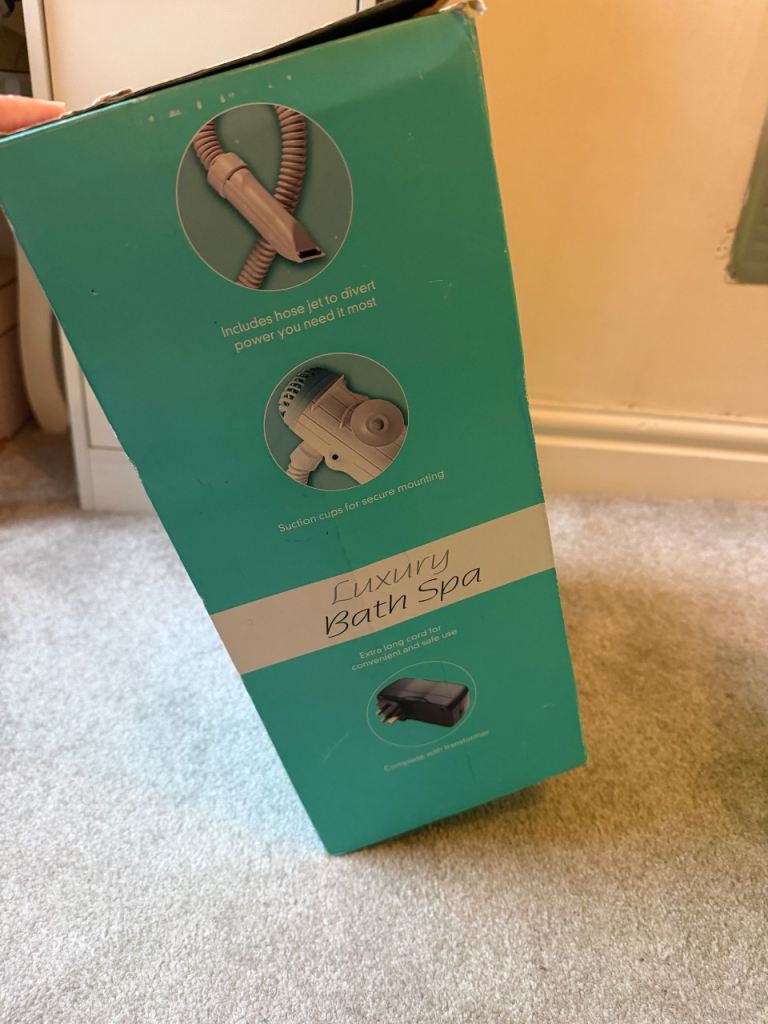 Includes hose jet to divert
power you need it most
Suction cups for secure mounting
Luxury
Bath Spa
Extra long cord for
convenient and safe use
Complete with transformer